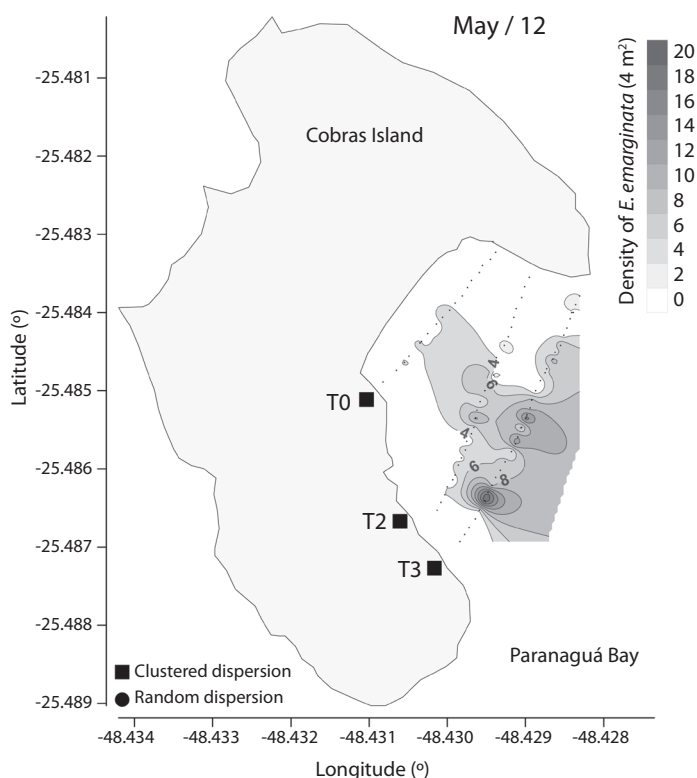 May / 12
Cobras Island
Density of E. emarginata (4 m²)
20
18
16
14
12
10
8
6
4
2
0
Latitude (º)
-25.481
-25.482
-25.483
-25.484
-25.485
-25.486
-25.487
-25.488
-25.489
T0
T2
T3
4
6
4
6
8
Paranaguá Bay
Clustered dispersion
Random dispersion
-48.434
-48.433
-48.432
-48.431
-48.430
-48.429
-48.428
Longitude (º)